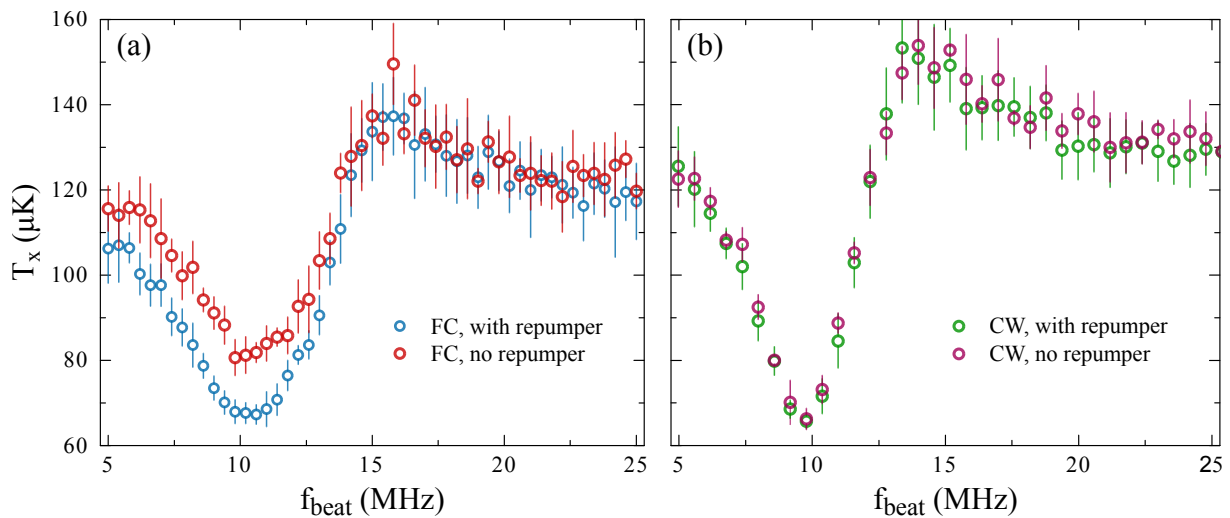 160
140
120
100
80
60
T_x (μK)
(a)
FC, with repumper
FC, no repumper
5
10
15
20
25
f_beat (MHz)
(b)
CW, with repumper
CW, no repumper
5
10
15
20
25
f_beat (MHz)